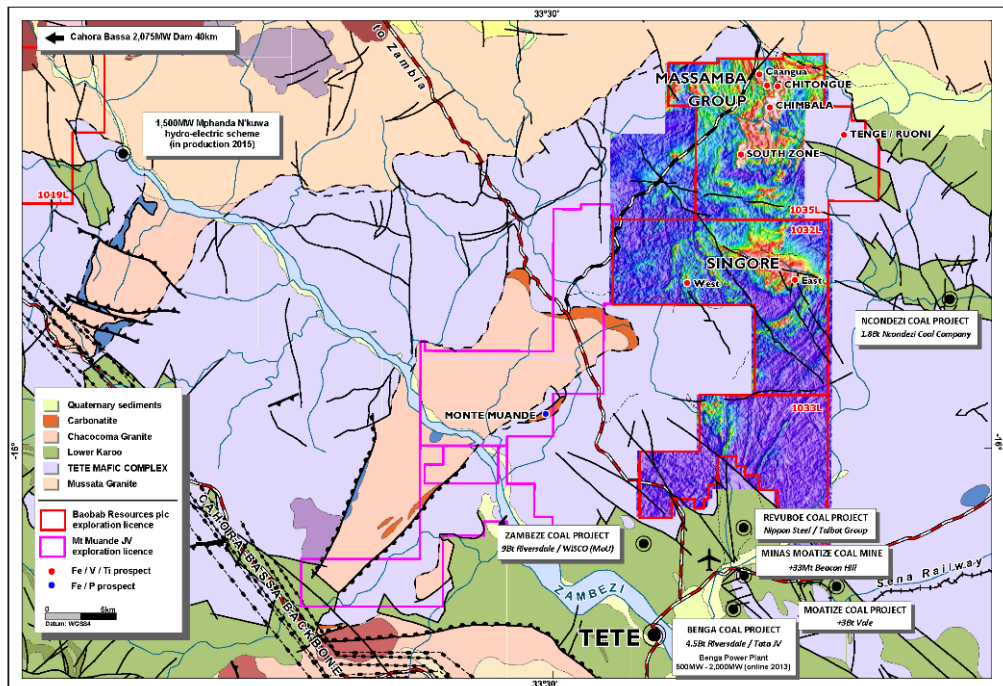 33°30'
Cahora Bassa 2,075MW Dam 40km
to Zambia
1,500MW Mphanda N'kuwa
hydro-electric scheme
(in production 2015)
1049L
MASSAMBA
GROUP
Caangua
CHITONGUE
CHIMBALA
TENGE / RUONI
SOUTH ZONE
1035L
1032L
SINGORE
West
East
NCONDEZI COAL PROJECT
1.8Bt Ncondezi Coal Company
MONTE MUANDE
1033L
-16°
-16°
Quaternary sediments
Carbonatite
Chacocoma Granite
Lower Karoo
TETE MAFIC COMPLEX
Mussata Granite
Baobab Resources plc
exploration licence
Mt Muande JV
exploration licence
Fe / V / Ti prospect
Fe / P prospect
0 5km
Datum: WGS84
CAHORA BASSA BACKBONE
ZAMBEZE COAL PROJECT
9Bt Riversdale / WISCO (MoU)
REVUBOE COAL PROJECT
Nippon Steel / Talbot Group
MINAS MOATIZE COAL MINE
+33Mt Beacon Hill
Sena Railway
MOATIZE COAL PROJECT
+3Bt Vale
ZAMBEZI
TETE
BENGA COAL PROJECT
4.5Bt Riversdale / Tata JV
Benga Power Plant
500MW - 2,000MW (online 2013)
33°30'